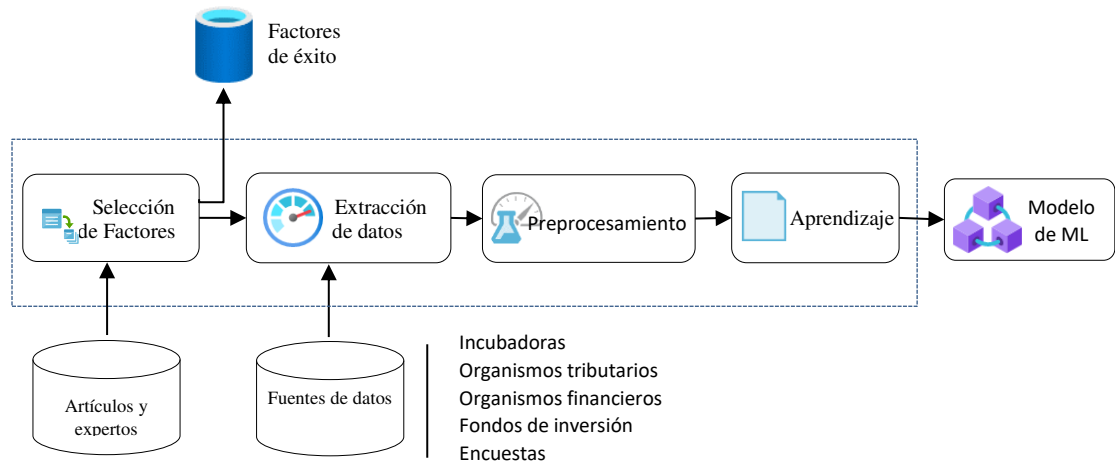 Factores
de éxito
Selección
de Factores
Extracción
de datos
Preprocesamiento
Aprendizaje
Modelo
de ML
Artículos y
expertos
Fuentes de datos
Incubadoras
Organismos tributarios
Organismos financieros
Fondos de inversión
Encuestas